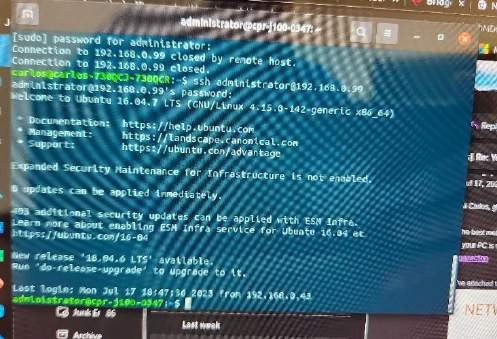 administrator@cpr-j100-0347: ~
[sudo] password for administrator:
Connection to 192.168.0.99 closed by remote host.
Connection to 192.168.0.99 closed.
carlos@carlos-730QCJ-730QCR:~$ ssh administrator@192.168.0.99
administrator@192.168.0.99's password:
Welcome to Ubuntu 16.04.7 LTS (GNU/Linux 4.15.0-142-generic x86_64)
* Documentation: https://help.ubuntu.com
* Management: https://landscape.canonical.com
* Support: https://ubuntu.com/advantage
Expanded Security Maintenance for Infrastructure is not enabled.
0 updates can be applied immediately.
additional security updates can be applied with ESM Infra.
Learn more about enabling ESM Infra service for Ubuntu 16.04 at
https://ubuntu.com/16-04
New release '18.04.6 LTS' available.
Run 'do-release-upgrade' to upgrade to it.
Last login: Mon Jul 17 18:47:30 2023 from 192.168.0.43
administrator@cpr-j100-0347:~$
Junk E 86
Archive
Last week
your PC is
NETW